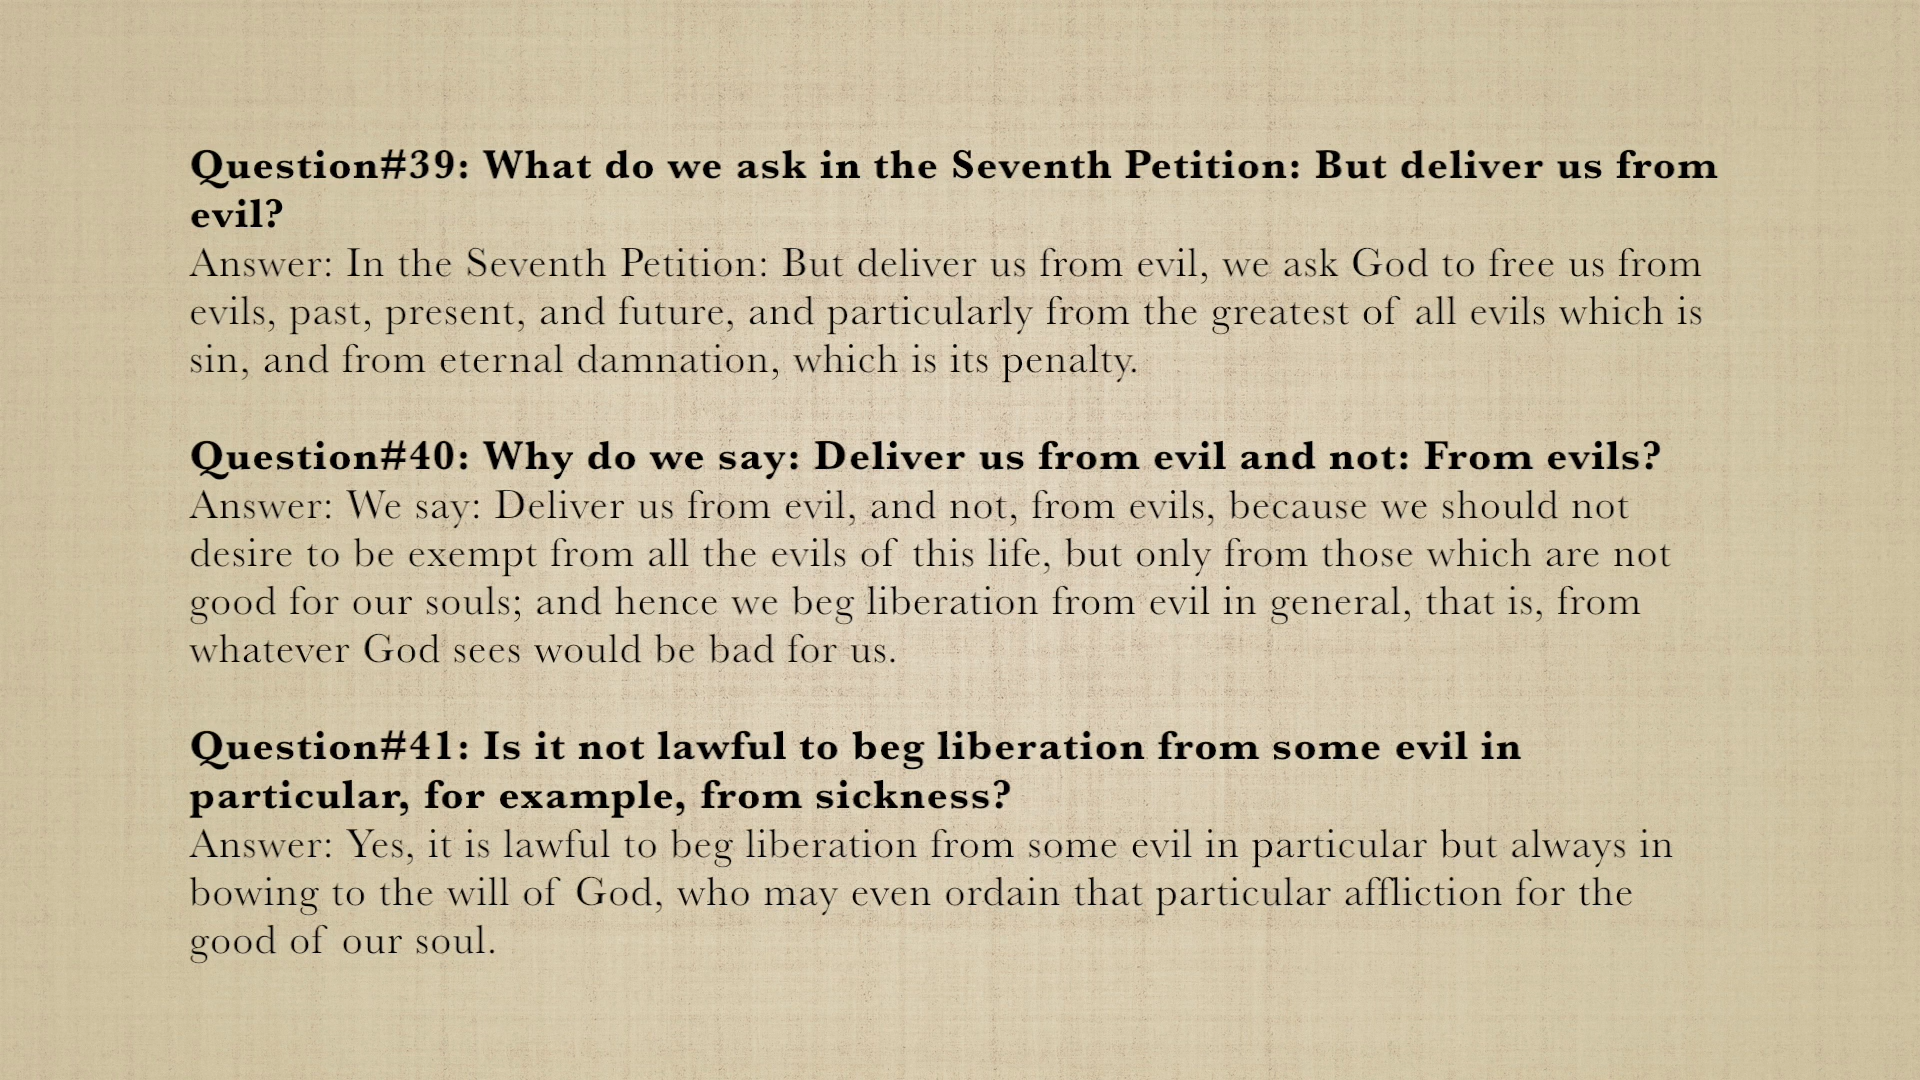 Question#39: What do we ask in the Seventh Petition: But deliver us from
evil?
Answer: In the Seventh Petition: But deliver us from evil, we ask God to free us from
evils, past, present, and future, and particularly from the greatest of all evils which is
sin, and from eternal damnation, which is its penalty.
Question#40: Why do we say: Deliver us from evil and not: From evils?
Answer: We say: Deliver us from evil, and not, from evils, because we should not
desire to be exempt from all the evils of this life, but only from those which are not
good for our souls; and hence we beg liberation from evil in general, that is, from
whatever God sees would be bad for us.
Question#41: Is it not lawful to beg liberation from some evil in
particular, for example, from sickness?
Answer: Yes, it is lawful to beg liberation from some evil in particular but always in
bowing to the will of God, who may even ordain that particular affliction for the
good of our soul.